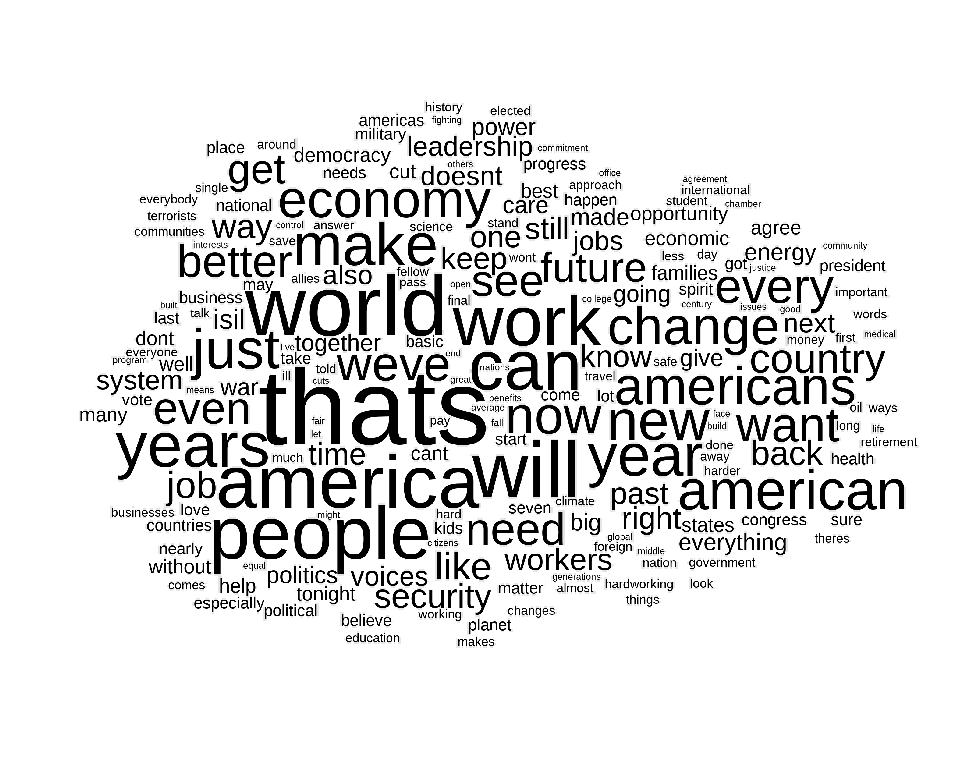 history elected
americas fighting power
military leadership commitment
place around democracy others progress
get needs cut doesnt office
single economy best approach agreement
everybody national care happen student international
terrorists way control answer science stand still made opportunity chamber
communities save make one jobs economic agree
interests better also fellow keep wont future less day energy community
may allies pass see families got justice president
business world open final college going spirit every important
built last talk isil work century issues good
dont just live together basic change next words
everyone take weve end can know safe give money first medical
program well told nations travel country
system means war ill cuts great americans
vote even thats benefits come lot
many average now new want oil ways
fair pay fall face long life
years let start build retirement
much time cant year done back health
job america will away harder
past american
businesses love people might hard seven climate right states congress sure
countries kids need big everything theres
nearly citizens global
without equal like workers foreign middle government
comes help politics voices generations nation
especially tonight security matter almost hardworking look
political working changes things
believe planet
education makes